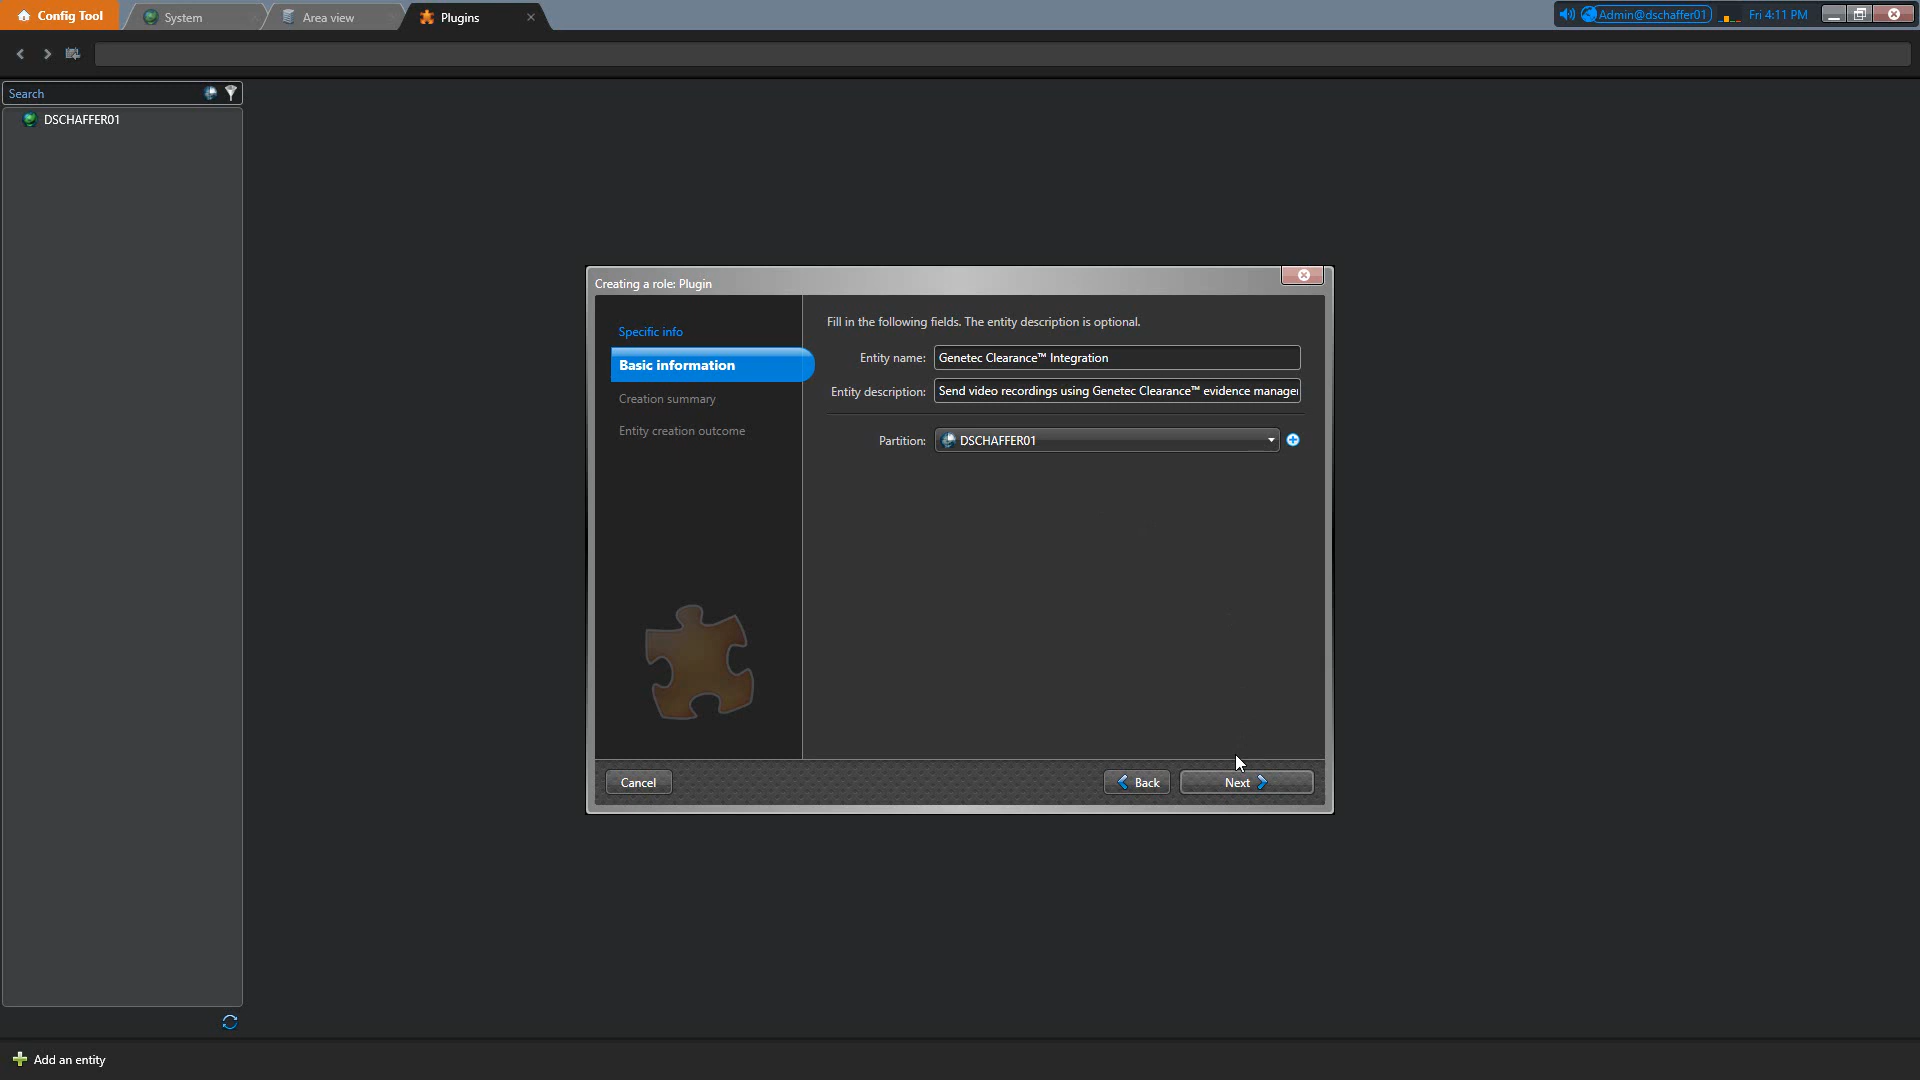 Config Tool
System
Area view
Plugins
Admin@dschaffer01
Fri 4:11 PM
Search
DSCHAFFER01
Creating a role: Plugin
Specific info
Basic information
Creation summary
Entity creation outcome
Fill in the following fields. The entity description is optional.
Entity name: Genetec Clearance™ Integration
Entity description: Send video recordings using Genetec Clearance™ evidence manage
Partition: DSCHAFFER01
Cancel
Back
Next
Add an entity